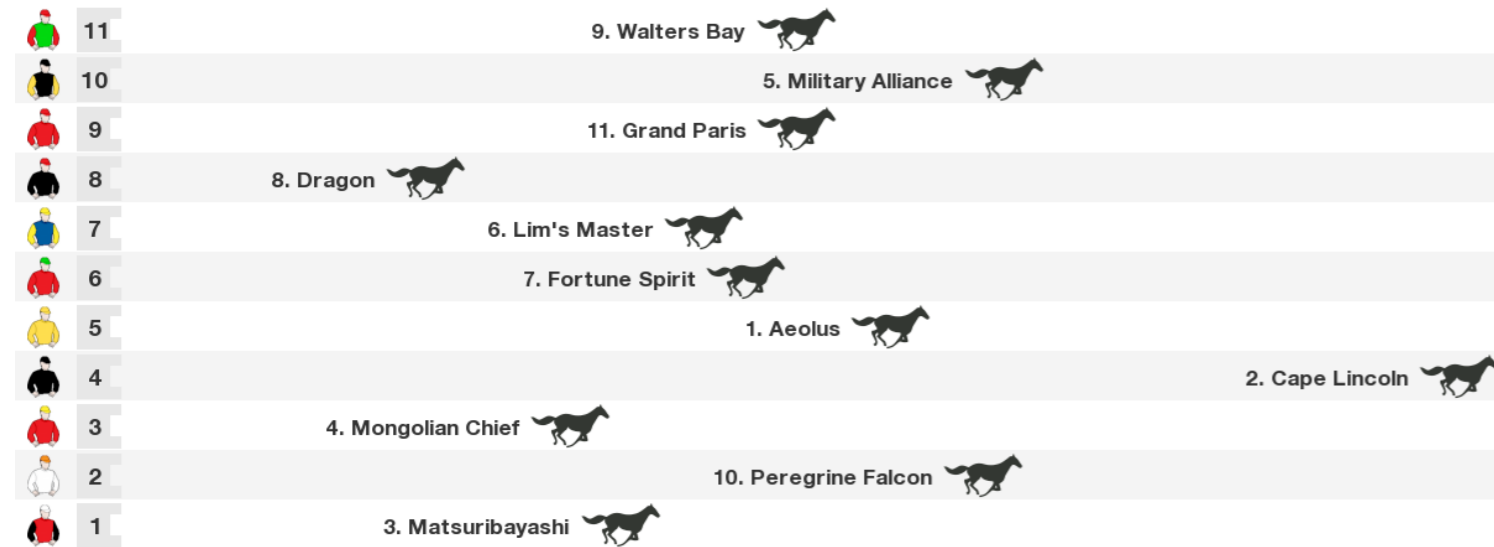 11 9. Walters Bay
10 5. Military Alliance
9 11. Grand Paris
8 8. Dragon
7 6. Lim's Master
6 7. Fortune Spirit
5 1. Aeolus
4 2. Cape Lincoln
3 4. Mongolian Chief
2 10. Peregrine Falcon
1 3. Matsuribayashi